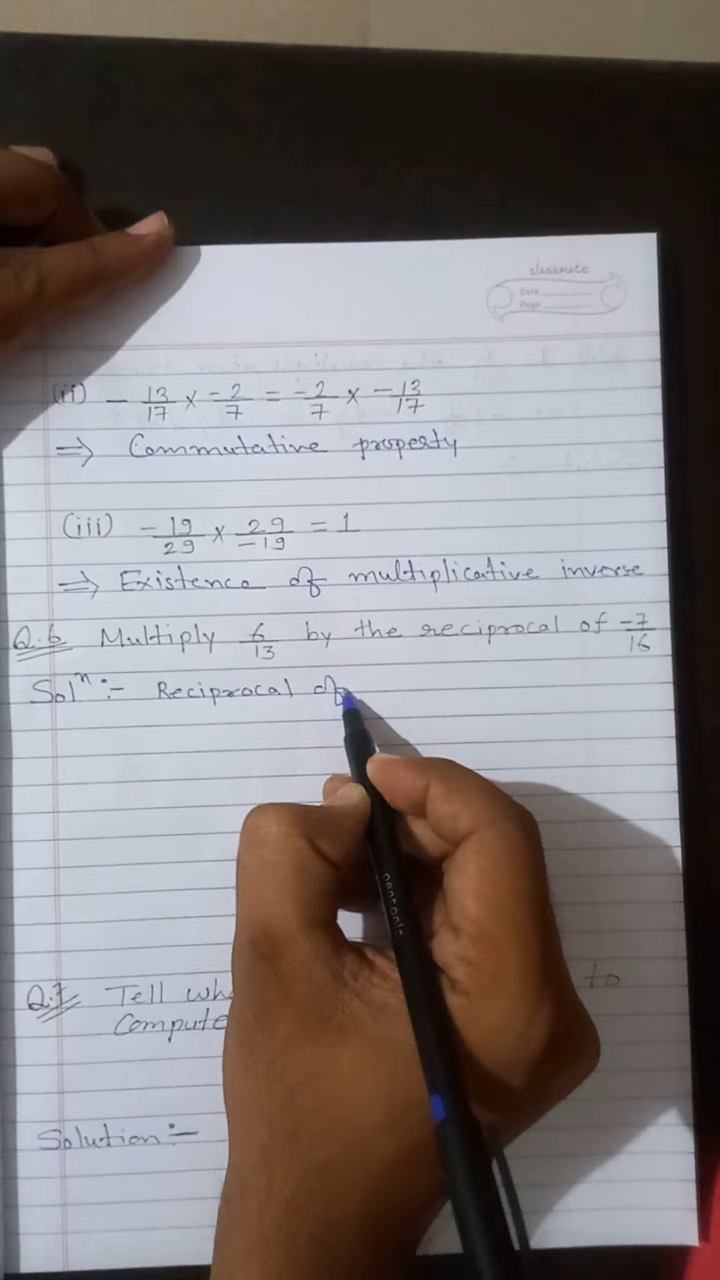 classmate
Date
Page
(ii) - 13/17 × -2/7 = -2/7 × -13/17
⇒ Commutative property
(iii) -19/29 × 29/-19 = 1
⇒ Existence of multiplicative inverse
Q.6 Multiply 6/13 by the reciprocal of -7/16
Solⁿ:- Reciprocal of
Q.7 Tell to
Compute
Solution:-